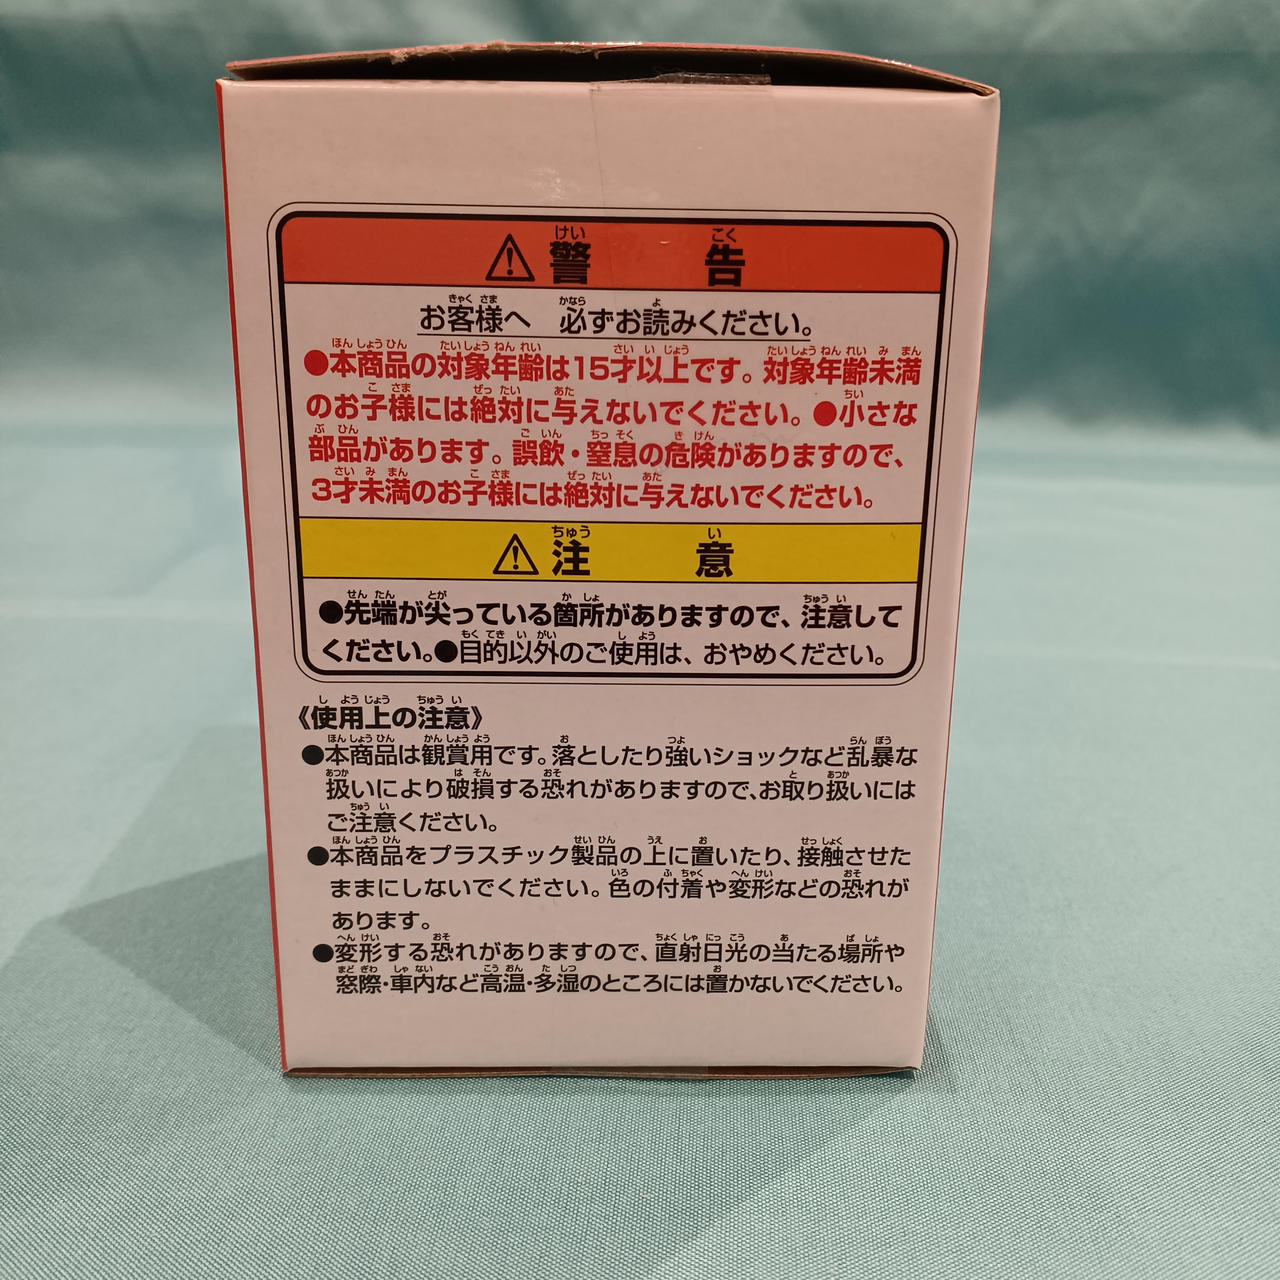 ⚠警告
お客様へ 必ずお読みください。
●本商品の対象年齢は15才以上です。対象年齢未満
のお子様には絶対に与えないでください。●小さな
部品があります。誤飲・窒息の危険がありますので、
3才未満のお子様には絶対に与えないでください。
⚠注意
●先端が尖っている箇所がありますので、注意して
ください。●目的以外のご使用は、おやめください。
《使用上の注意》
●本商品は観賞用です。落としたり強いショックなど乱暴な
扱いにより破損する恐れがありますので、お取り扱いには
ご注意ください。
●本商品をプラスチック製品の上に置いたり、接触させた
ままにしないでください。色の付着や変形などの恐れが
あります。
●変形する恐れがありますので、直射日光の当たる場所や
窓際・車内など高温・多湿のところには置かないでください。